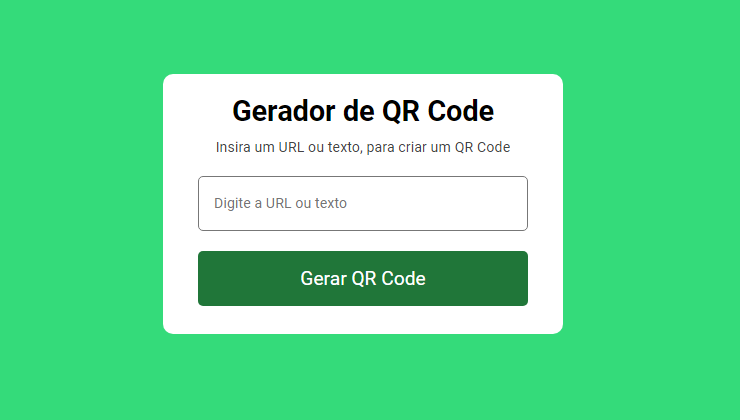 Gerador de QR Code
Insira um URL ou texto, para criar um QR Code
Digite a URL ou texto
Gerar QR Code